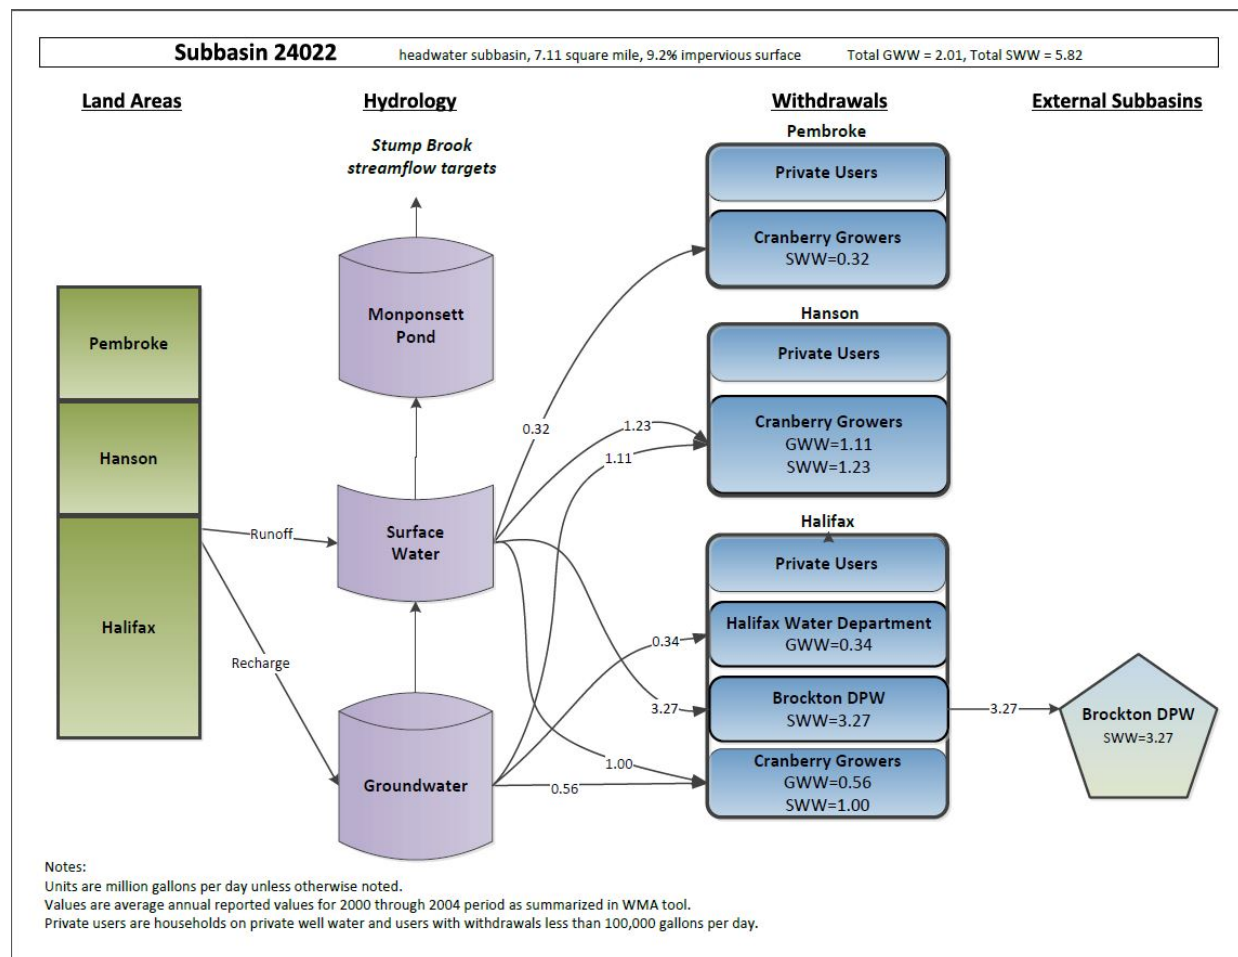 Subbasin 24022 headwater subbasin, 7.11 square mile, 9.2% impervious surface Total GWW = 2.01, Total SWW = 5.82
Land Areas
Hydrology
Withdrawals
External Subbasins
Stump Brook
streamflow targets
Monponsett
Pond
Surface
Water
Groundwater
Pembroke
Hanson
Halifax
Runoff
Recharge
0.32
1.23
1.11
0.34
3.27
1.00
0.56
Pembroke
Private Users
Cranberry Growers
SWW=0.32
Hanson
Private Users
Cranberry Growers
GWW=1.11
SWW=1.23
Halifax
Private Users
Halifax Water Department
GWW=0.34
Brockton DPW
SWW=3.27
Cranberry Growers
GWW=0.56
SWW=1.00
3.27
Brockton DPW
SWW=3.27
Notes:
Units are million gallons per day unless otherwise noted.
Values are average annual reported values for 2000 through 2004 period as summarized in WMA tool.
Private users are households on private well water and users with withdrawals less than 100,000 gallons per day.